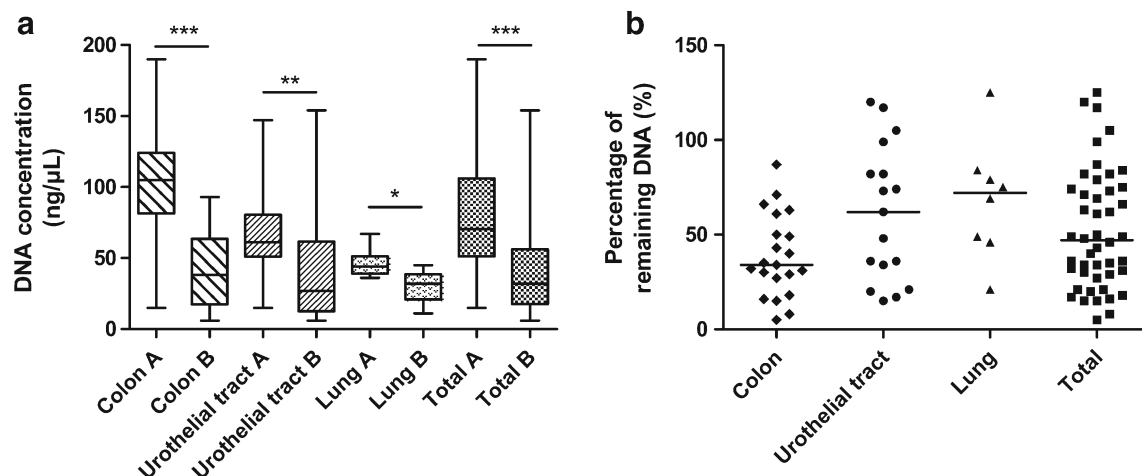 a
***
**
*
***
200
150
100
50
0
DNA concentration
(ng/µL)
Colon A
Colon B
Urothelial tract A
Urothelial tract B
Lung A
Lung B
Total A
Total B
b
150
100
50
0
Percentage of
remaining DNA (%)
Colon
Urothelial tract
Lung
Total